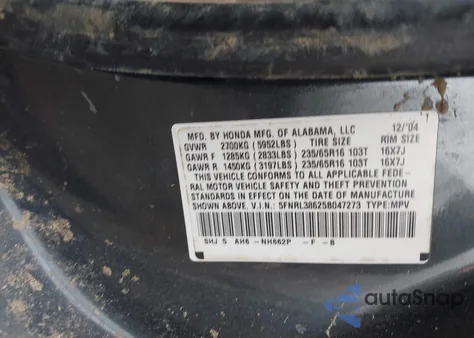 MFD. BY HONDA MFG. OF ALABAMA, LLC 12/'04
GVWR 2700KG (5952LBS) TIRE SIZE RIM SIZE
GAWR F 1285KG (2833LBS) 235/65R16 103T 16X7J
GAWR R 1450KG (3197LBS) 235/65R16 103T 16X7J
THIS VEHICLE CONFORMS TO ALL APPLICABLE FEDE-
RAL MOTOR VEHICLE SAFETY AND THEFT PREVENTION
STANDARDS IN EFFECT ON THE DATE OF MANUFACTURE
SHOWN ABOVE. V.I.N.: 5FNRL38625B047273 TYPE:MPV
SHJ 5 AH6 -NH662P -F -B
autoSnap